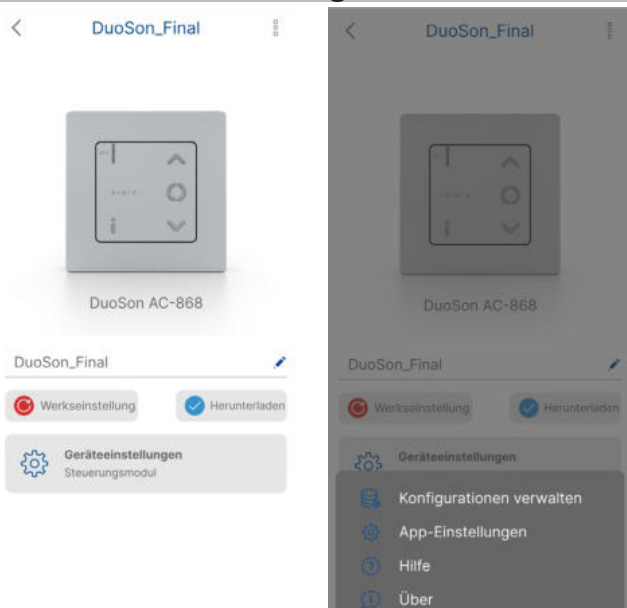 DuoSon_Final
DuoSon AC-868
DuoSon_Final
Werkseinstellung
Herunterladen
Geräteeinstellungen
Steuerungsmodul
DuoSon_Final
DuoSon AC-868
DuoSon_Final
Werkseinstellung
Herunterladen
Geräteeinstellungen
Konfigurationen verwalten
App-Einstellungen
Hilfe
Über